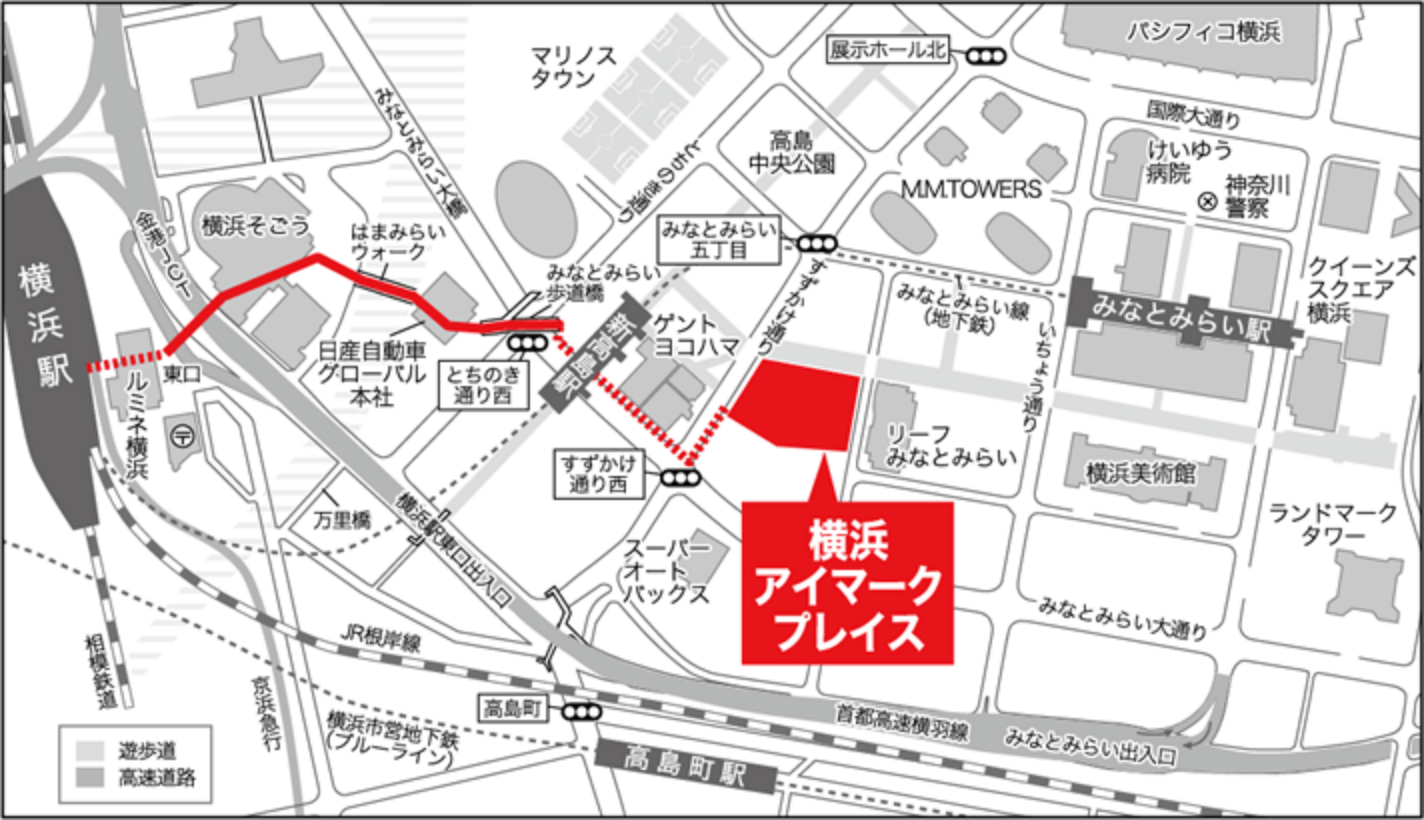 パシフィコ横浜
マリノス
タウン
展示ホール北
みなとみらい大橋
国際大通り
高島
中央公園
けいゆう
病院
とちのき通り
M.M.TOWERS
神奈川
警察
金港JCT
横浜そごう
はまみらい
ウォーク
みなとみらい
五丁目
横浜駅
みなとみらい
歩道橋
すずかけ通り
クイーンズ
スクエア
横浜
みなとみらい線
(地下鉄)
みなとみらい駅
新高島駅
ゲント
ヨコハマ
いちょう通り
日産自動車
グローバル
本社
とちのき
通り西
東口
ルミネ横浜
〒
リーフ
みなとみらい
すずかけ
通り西
横浜美術館
万里橋
横浜駅東口出入口
ランドマーク
タワー
スーパー
オート
バックス
横浜
アイマーク
プレイス
みなとみらい大通り
JR根岸線
相模鉄道
京浜急行
高島町
横浜市営地下鉄
(ブルーライン)
首都高速横羽線
みなとみらい出入口
高島町駅
遊歩道
高速道路